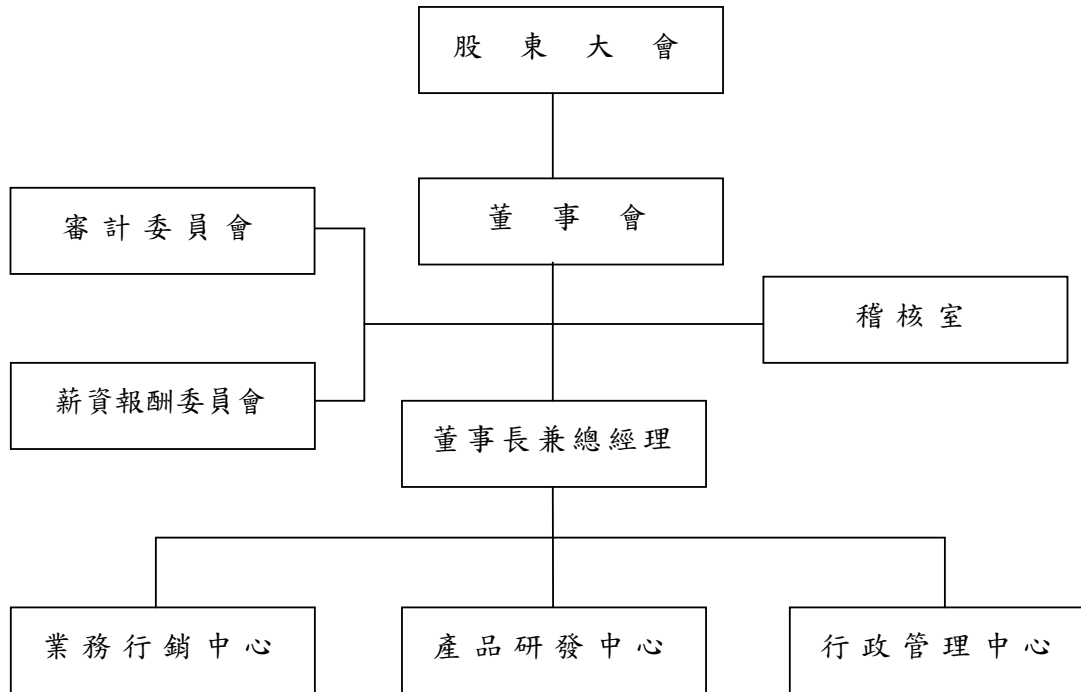 股東大會
董事會
審計委員會
稽核室
薪資報酬委員會
董事長兼總經理
業務行銷中心
產品研發中心
行政管理中心